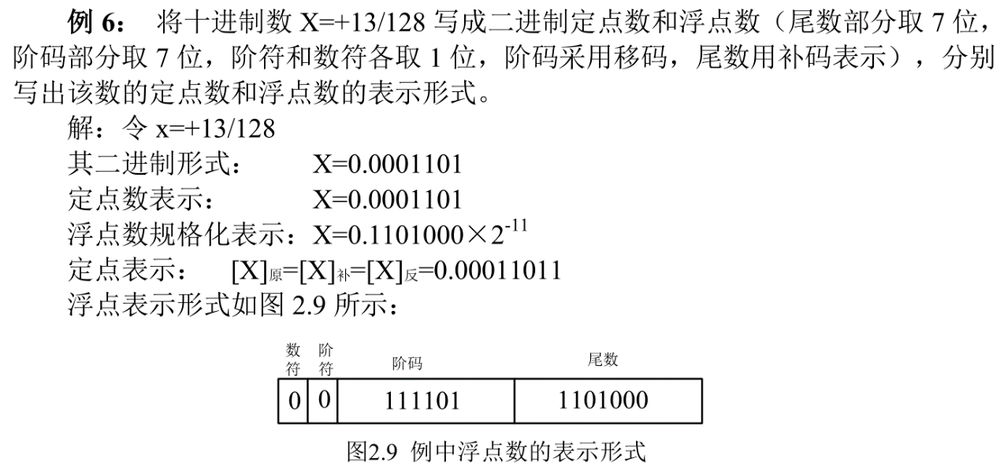 例 6： 将十进制数 X=+13/128 写成二进制定点数和浮点数（尾数部分取 7 位，
阶码部分取 7 位，阶符和数符各取 1 位，阶码采用移码，尾数用补码表示），分别
写出该数的定点数和浮点数的表示形式。
解：令 x=+13/128
其二进制形式： X=0.0001101
定点数表示： X=0.0001101
浮点数规格化表示：X=0.1101000×2⁻¹¹
定点表示： [X]原=[X]补=[X]反=0.00011011
浮点表示形式如图 2.9 所示：
数符 阶符 阶码 尾数
0 0 111101 1101000
图2.9 例中浮点数的表示形式